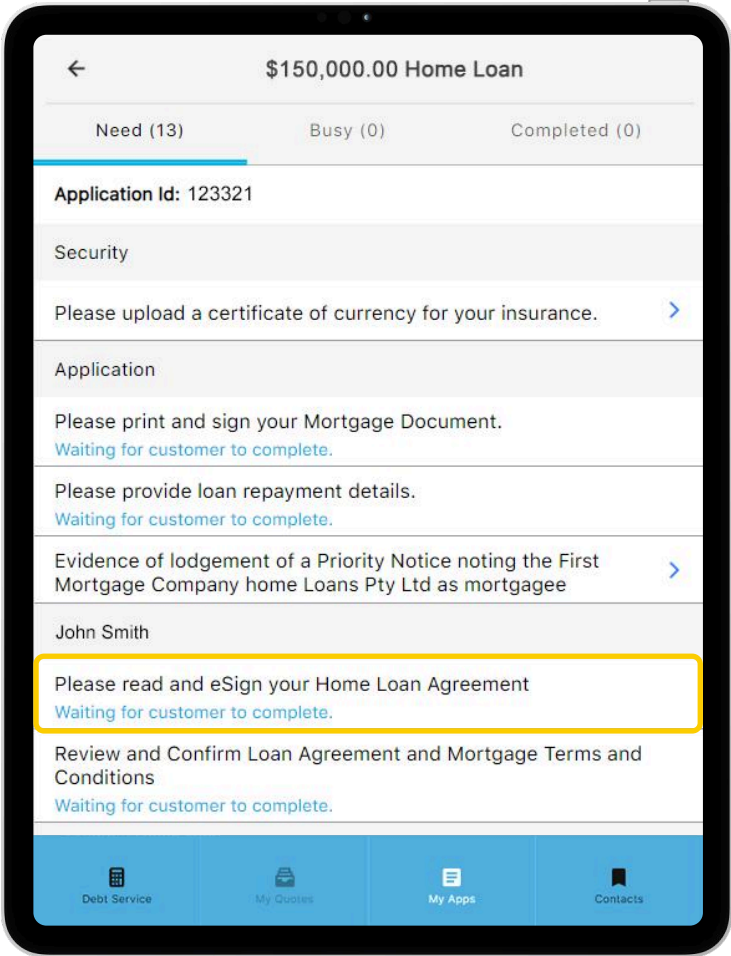 $150,000.00 Home Loan
Need (13)
Busy (0)
Completed (0)
Application Id: 123321
Security
Please upload a certificate of currency for your insurance.
Application
Please print and sign your Mortgage Document.
Waiting for customer to complete.
Please provide loan repayment details.
Waiting for customer to complete.
Evidence of lodgement of a Priority Notice noting the First
Mortgage Company home Loans Pty Ltd as mortgagee
John Smith
Please read and eSign your Home Loan Agreement
Waiting for customer to complete.
Review and Confirm Loan Agreement and Mortgage Terms and
Conditions
Waiting for customer to complete.
Debt Service
My Quotes
My Apps
Contacts